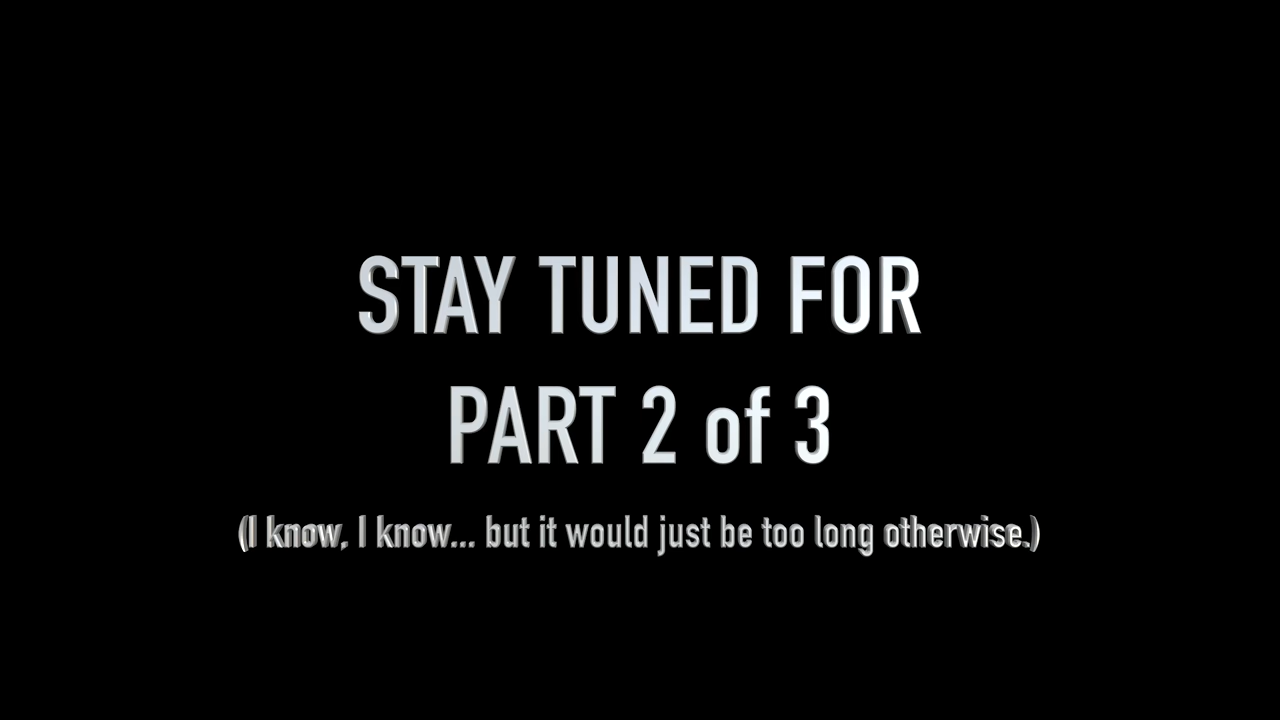 STAY TUNED FOR
PART 2 of 3
(I know, I know... but it would just be too long otherwise.)